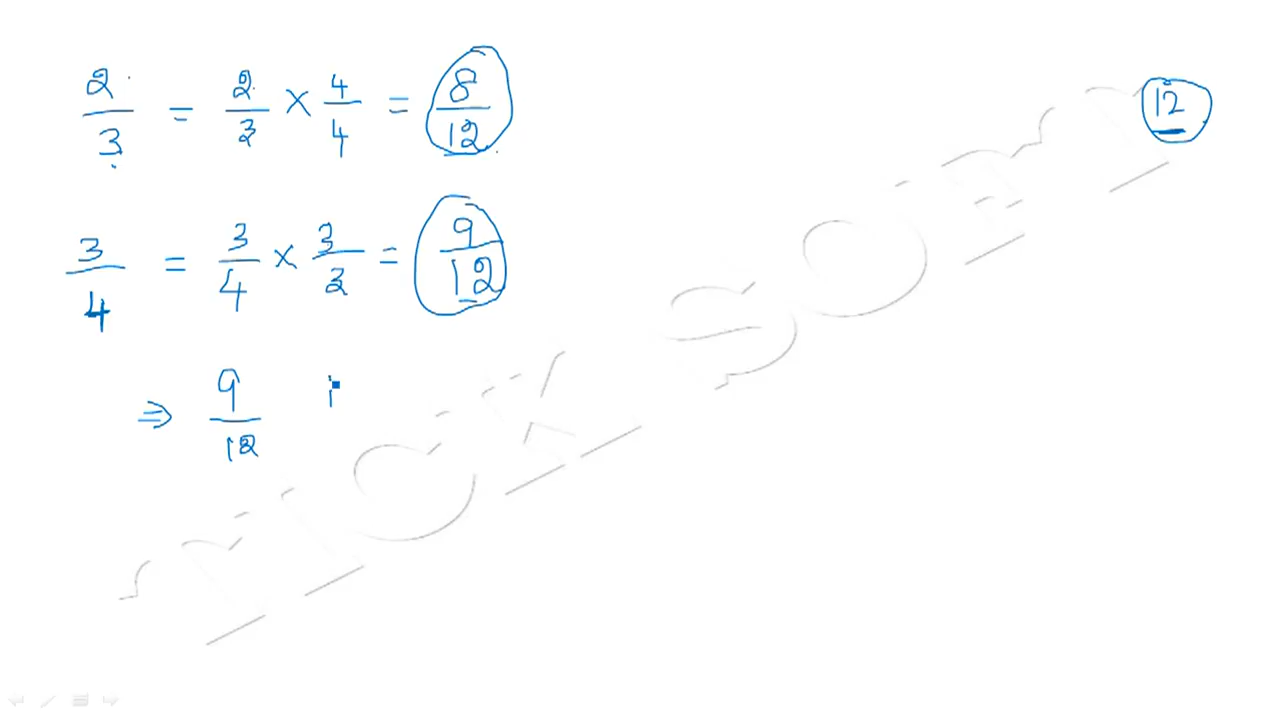 2/3 = 2/3 × 4/4 = 8/12
12
3/4 = 3/4 × 3/3 = 9/12
⇒ 9/12